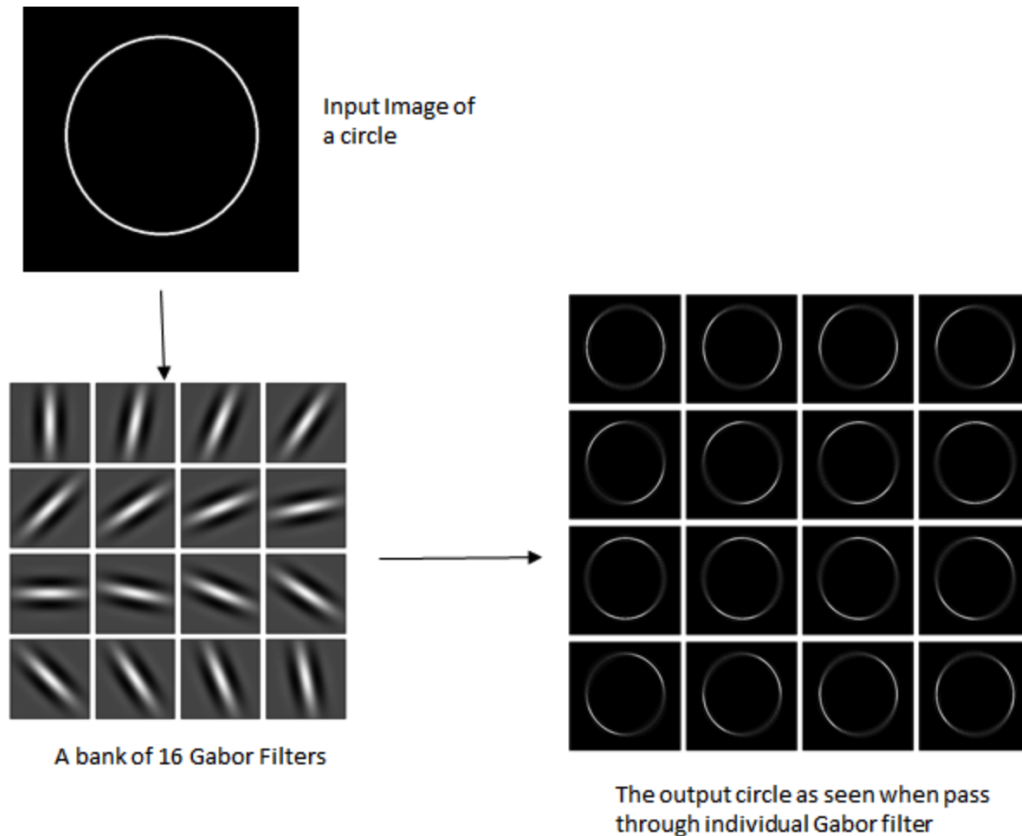 Input Image of
a circle
A bank of 16 Gabor Filters
The output circle as seen when pass
through individual Gabor filter